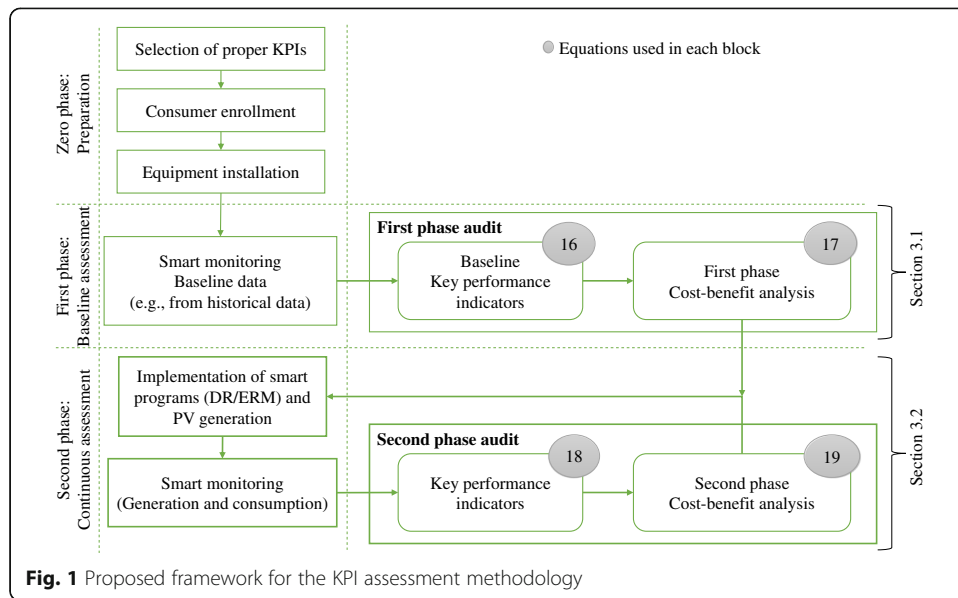 Selection of proper KPIs
Equations used in each block
Zero phase:
Preparation
Consumer enrollment
Equipment installation
First phase:
Baseline assessment
Smart monitoring
Baseline data
(e.g., from historical data)
First phase audit
16
Baseline
Key performance
indicators
17
First phase
Cost-benefit analysis
Section 3.1
Second phase:
Continuous assessment
Implementation of smart
programs (DR/ERM) and
PV generation
Smart monitoring
(Generation and consumption)
Second phase audit
18
Key performance
indicators
19
Second phase
Cost-benefit analysis
Section 3.2
Fig. 1 Proposed framework for the KPI assessment methodology